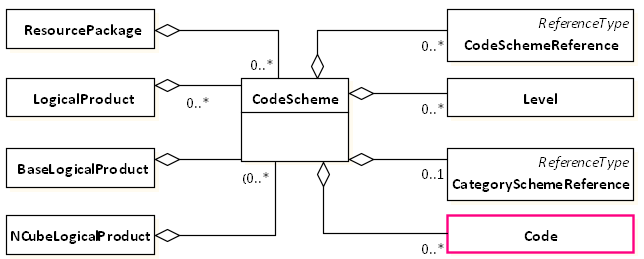 ResourcePackage
0..*
LogicalProduct
0..*
BaseLogicalProduct
(0..*
NCubeLogicalProduct
CodeScheme
ReferenceType
CodeSchemeReference
0..*
Level
0..*
ReferenceType
CategorySchemeReference
0..1
Code
0..*